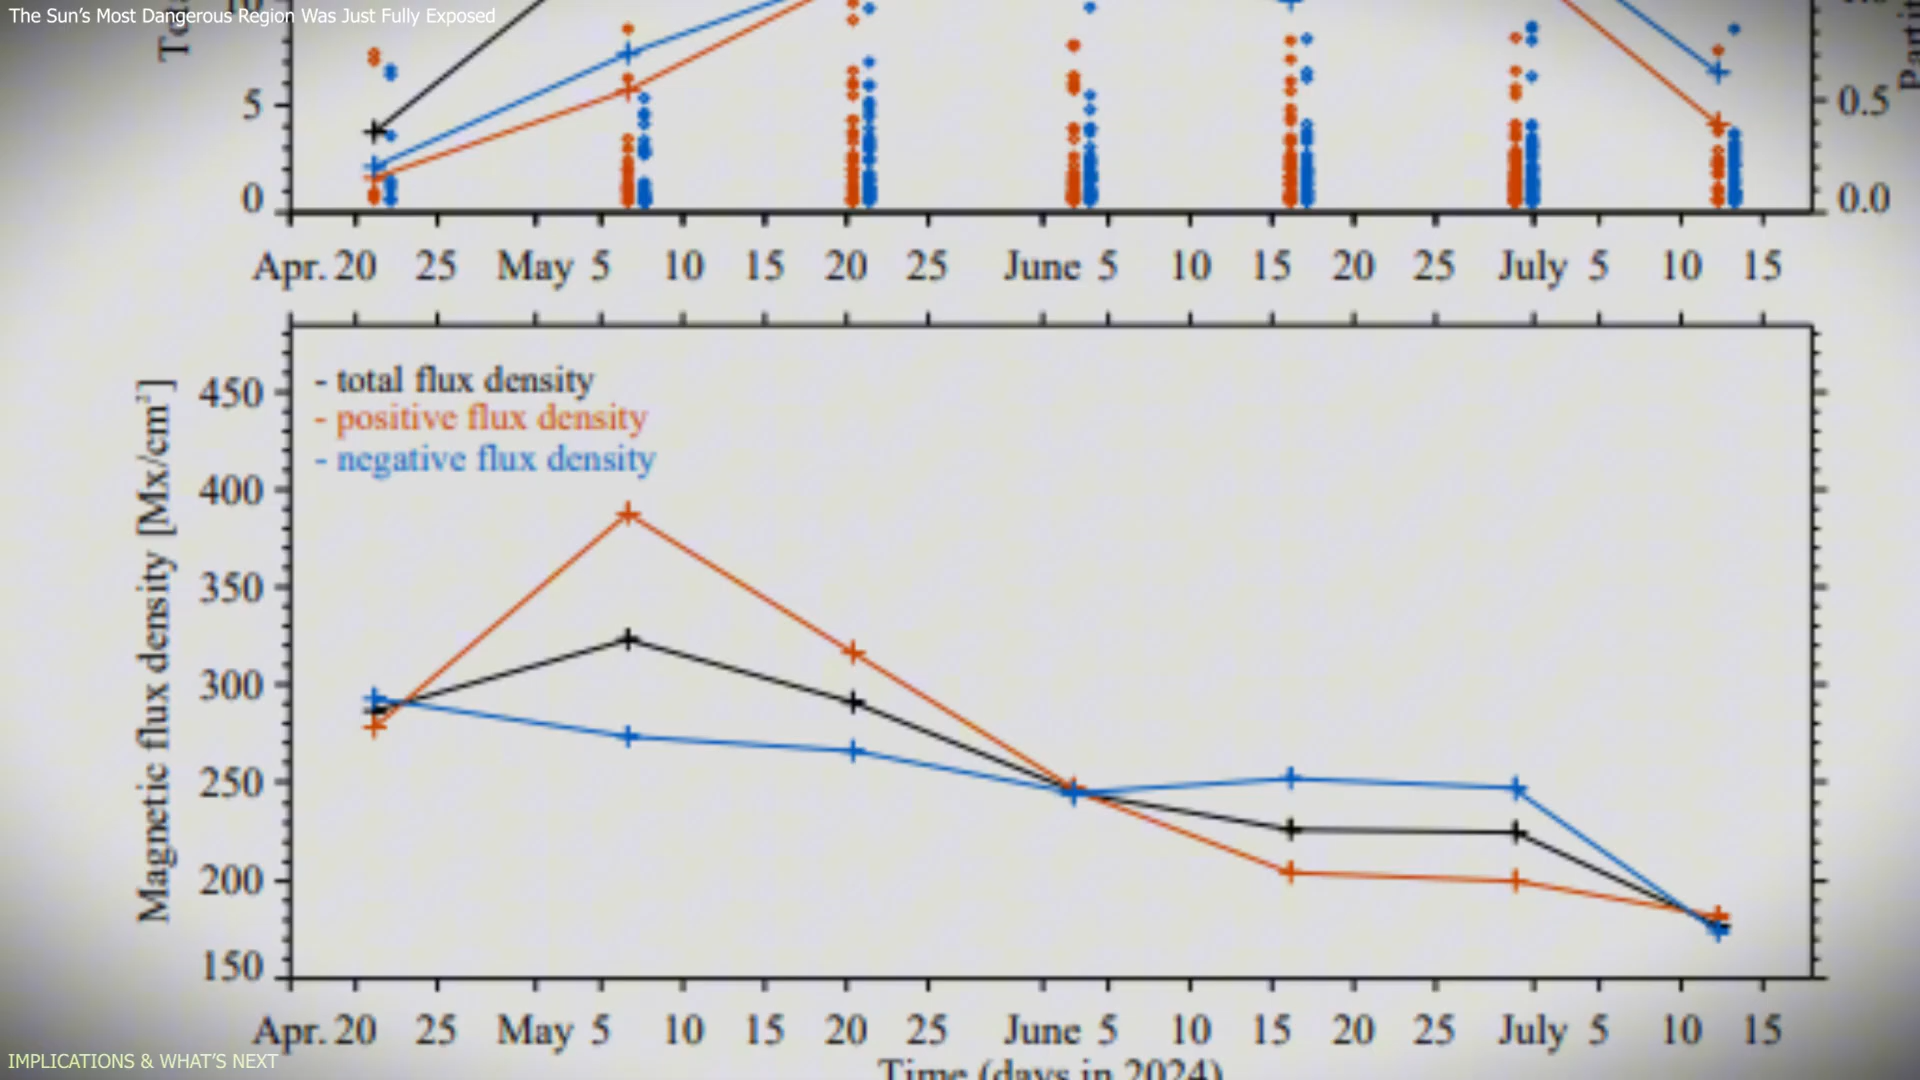 The Sun's Most Dangerous Region Was Just Fully Exposed
5
0
0.5
0.0
Apr. 20 25 May 5 10 15 20 25 June 5 10 15 20 25 July 5 10 15
- total flux density
- positive flux density
- negative flux density
Magnetic flux density [Mx/cm²]
450
400
350
300
250
200
150
Apr. 20 25 May 5 10 15 20 25 June 5 10 15 20 25 July 5 10 15
Time (days in 2024)
IMPLICATIONS & WHAT'S NEXT